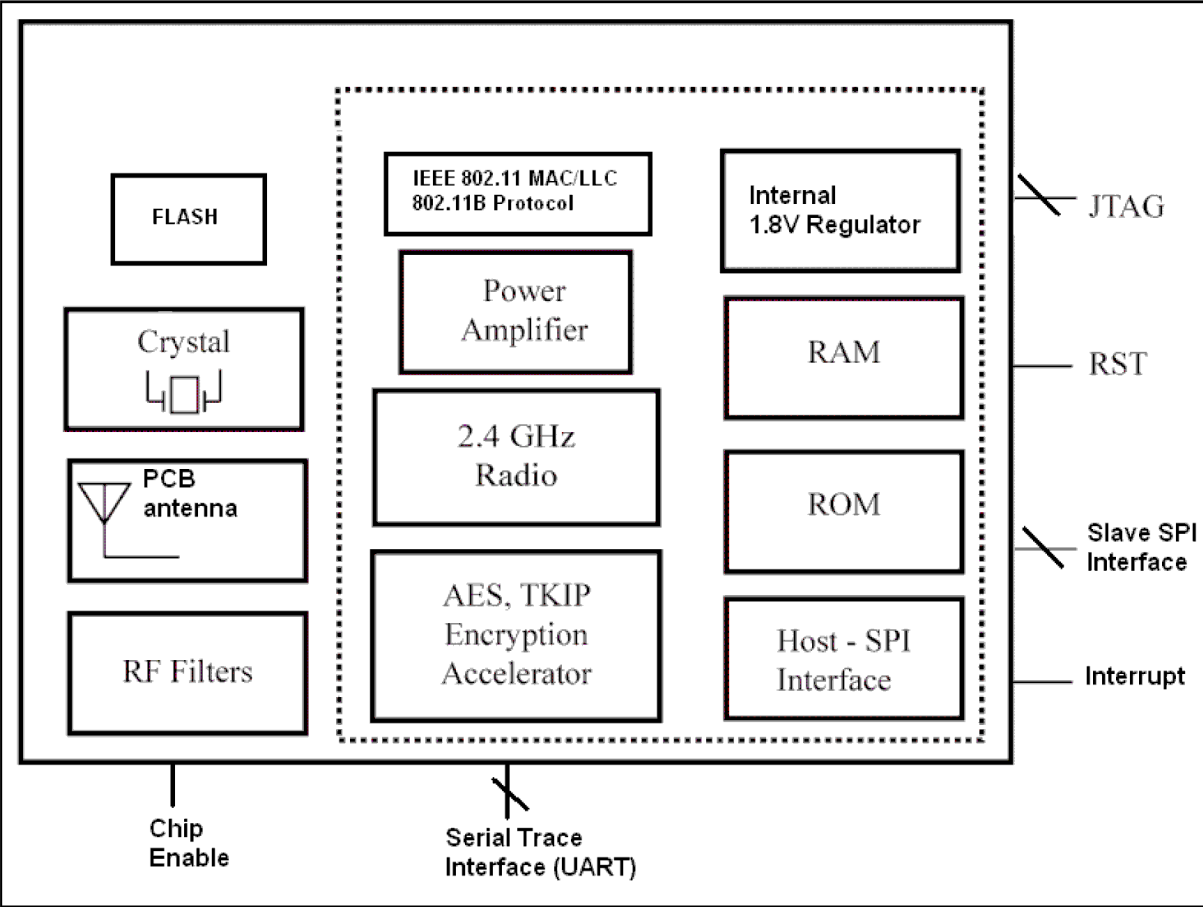 FLASH
Crystal
PCB
antenna
RF Filters
IEEE 802.11 MAC/LLC
802.11B Protocol
Power
Amplifier
2.4 GHz
Radio
AES, TKIP
Encryption
Accelerator
Internal
1.8V Regulator
RAM
ROM
Host - SPI
Interface
JTAG
RST
Slave SPI
Interface
Interrupt
Chip
Enable
Serial Trace
Interface (UART)